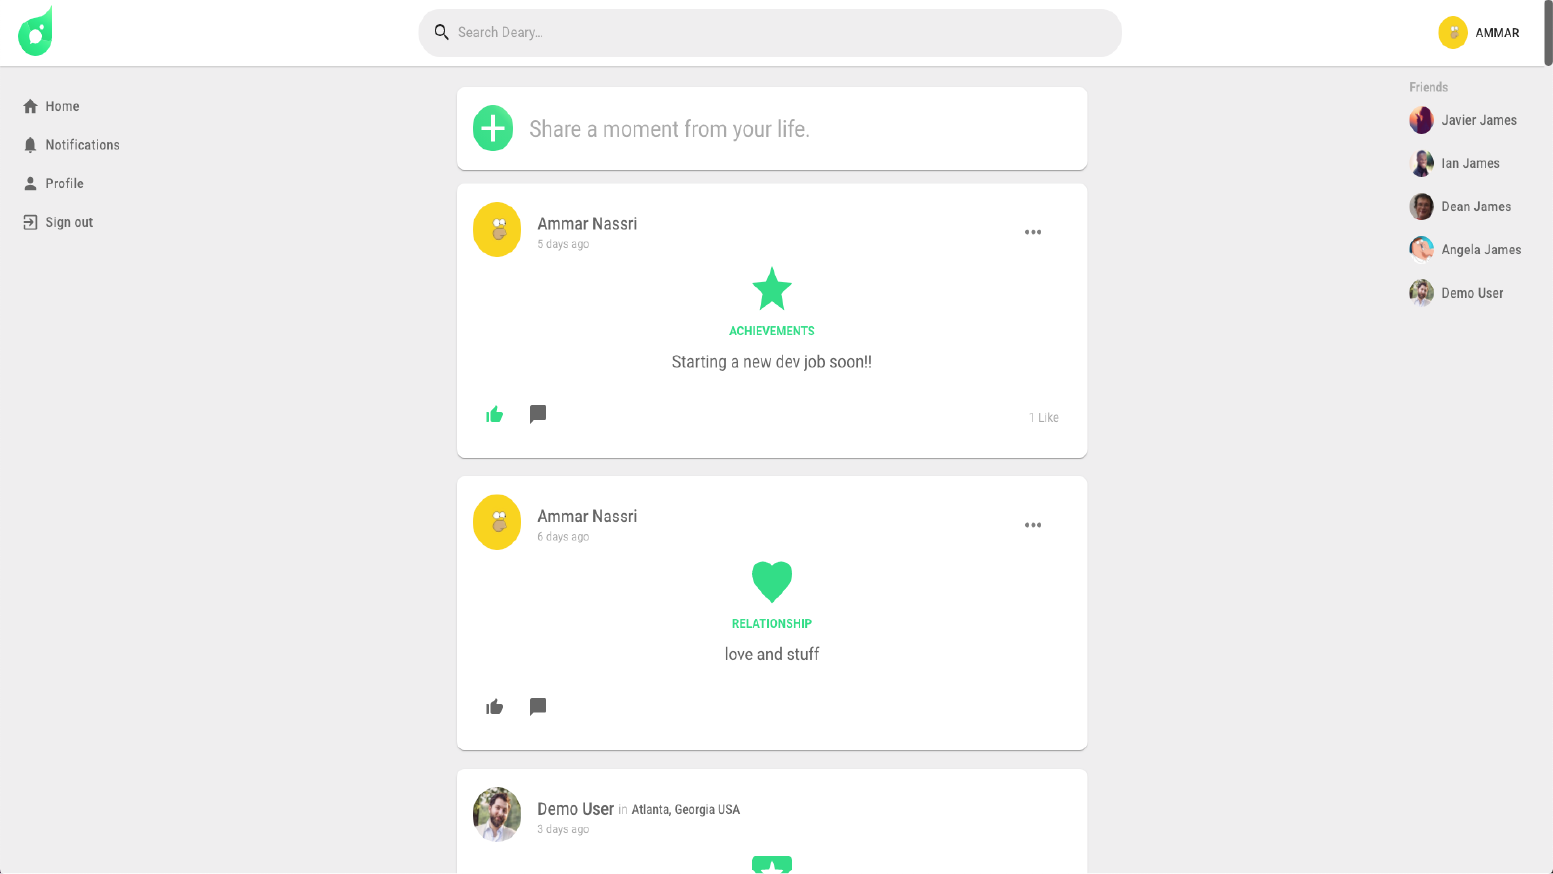 Search Deary...
AMMAR
Home
Notifications
Profile
Sign out
Share a moment from your life.
Ammar Nassri
5 days ago
ACHIEVEMENTS
Starting a new dev job soon!!
1 Like
Ammar Nassri
6 days ago
RELATIONSHIP
love and stuff
Demo User in Atlanta, Georgia USA
3 days ago
Friends
Javier James
Ian James
Dean James
Angela James
Demo User